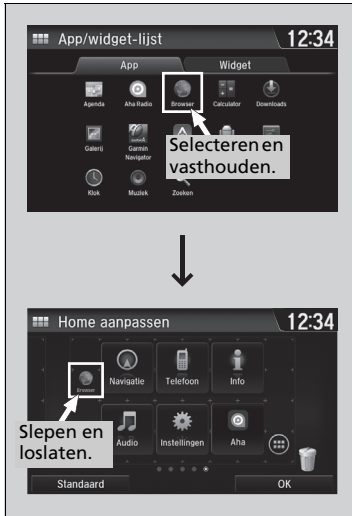 App/widget-lijst
12:34
App
Widget
Agenda
Aha Radio
Browser
Calculator
Downloads
Galerij
Garmin
Navigator
Selecteren en
vasthouden.
Klok
Muziek
Zoeken
Home aanpassen
12:34
Browser
Navigatie
Telefoon
Info
Slepen en
loslaten.
Audio
Instellingen
Aha
Standaard
OK